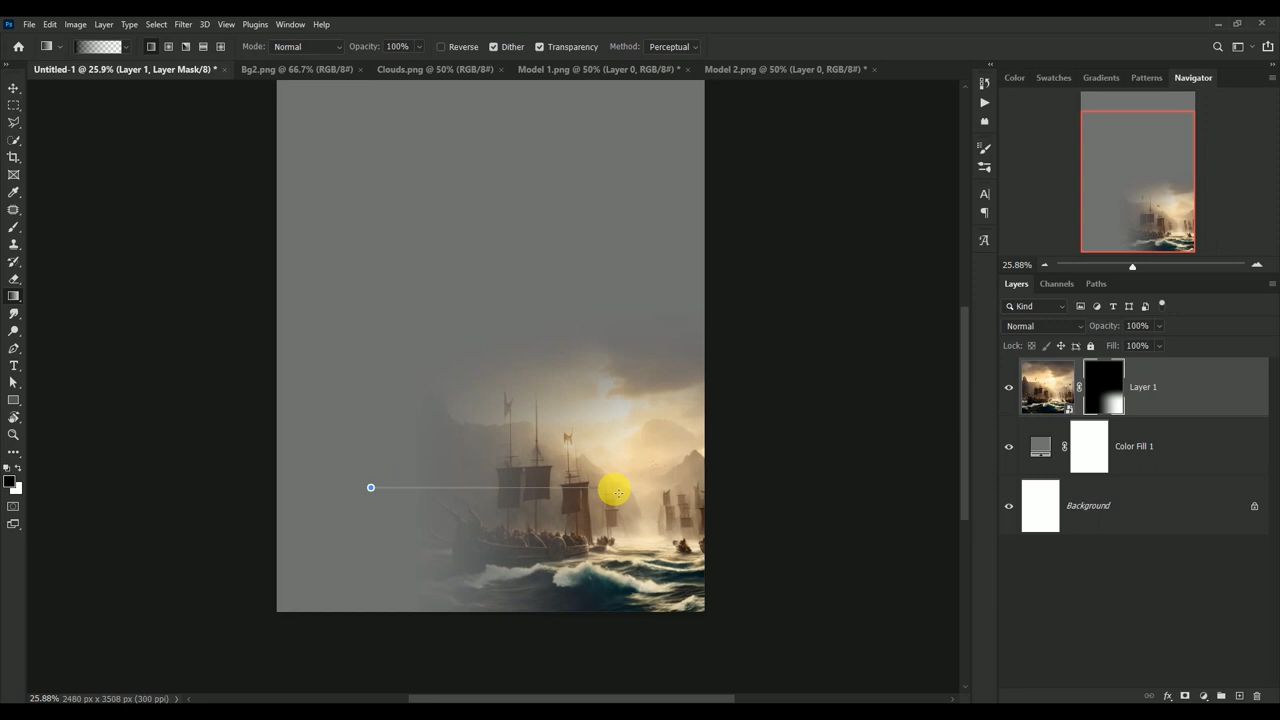 Ps File Edit Image Layer Type Select Filter 3D View Plugins Window Help
Mode: Normal Opacity: 100% Reverse Dither Transparency Method: Perceptual
Untitled-1 @ 25.9% (Layer 1, Layer Mask/8) * × Bg2.png @ 66.7% (RGB/8#) × Clouds.png @ 50% (RGB/8#) × Model 1.png @ 50% (Layer 0, RGB/8#) * × Model 2.png @ 50% (Layer 0, RGB/8#) * ×
Color Swatches Gradients Patterns Navigator
25.88%
Layers Channels Paths
Kind
Normal Opacity: 100%
Lock: Fill: 100%
Layer 1
Color Fill 1
Background
25.88% 2480 px x 3508 px (300 ppi)
fx